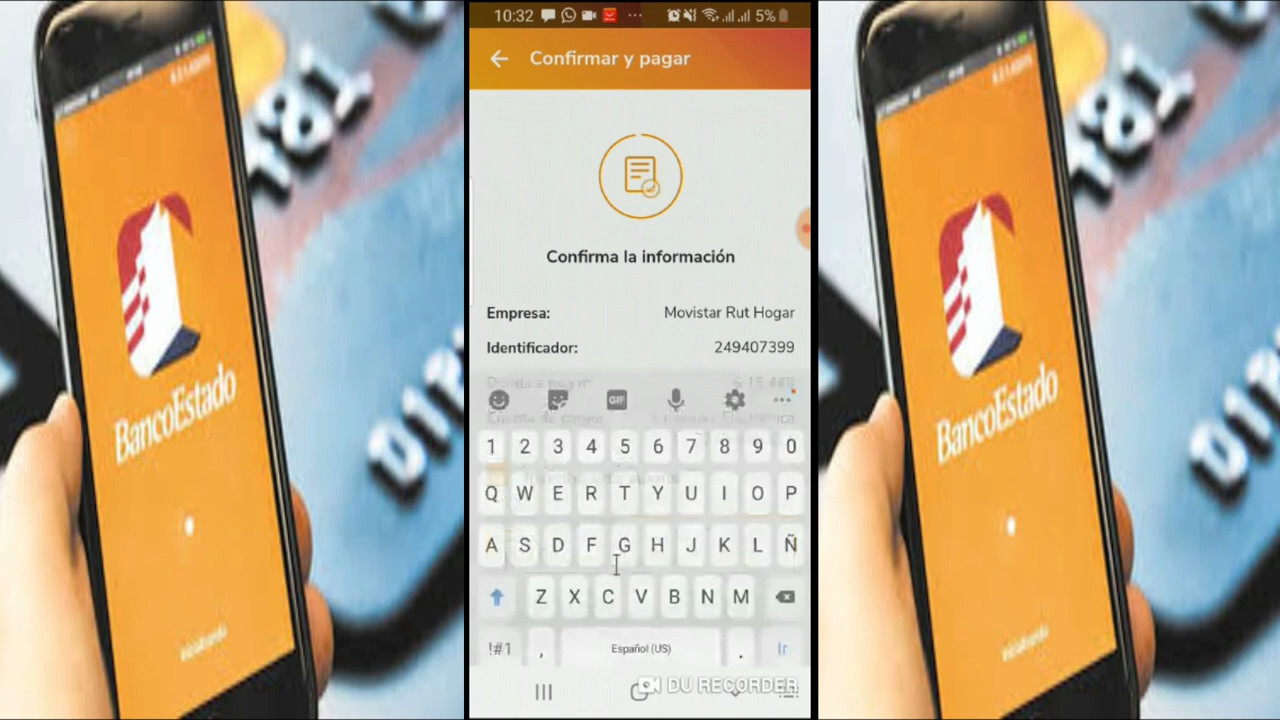 10:32
5%
Confirmar y pagar
Confirma la información
Empresa: Movistar Rut Hogar
Identificador: 249407399
GIF
1 2 3 4 5 6 7 8 9 0
Q W E R T Y U I O P
A S D F G H J K L Ñ
Z X C V B N M
!#1 , Español (US) . Ir
DU RECORDER
BancoEstado
BancoEstado